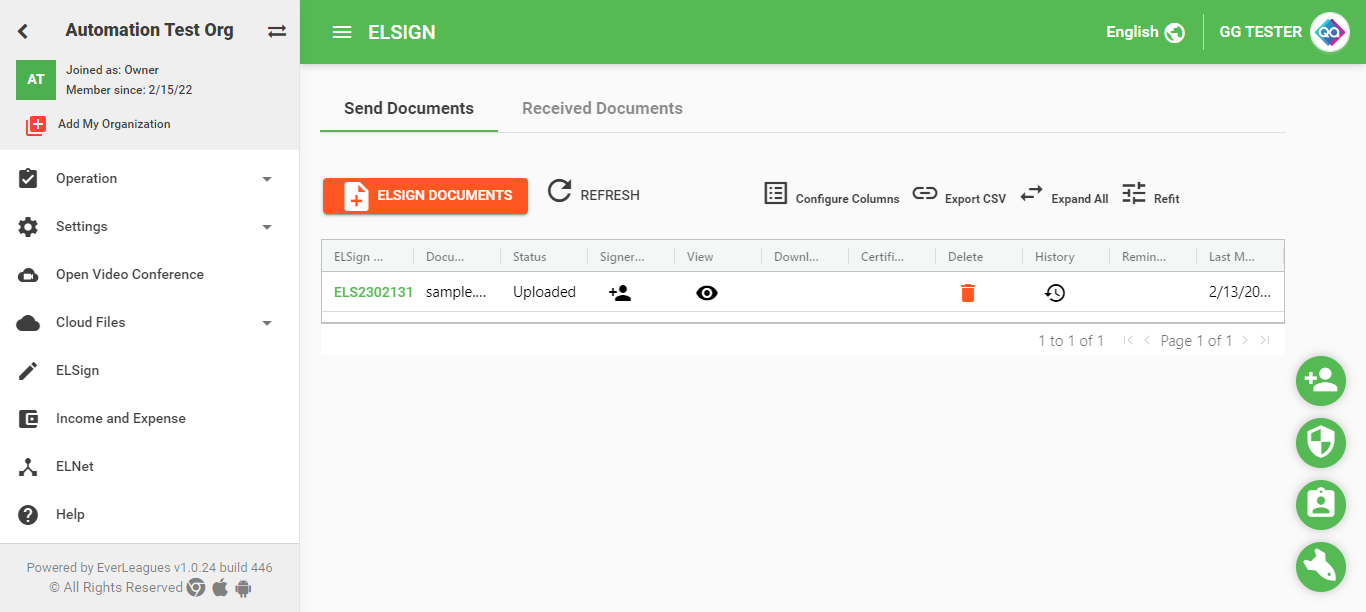 Automation Test Org
AT
Joined as: Owner
Member since: 2/15/22
Add My Organization
Operation
Settings
Open Video Conference
Cloud Files
ELSign
Income and Expense
ELNet
Help
Powered by EverLeagues v1.0.24 build 446
© All Rights Reserved
ELSIGN
English
GG TESTER
Send Documents
Received Documents
ELSIGN DOCUMENTS
REFRESH
Configure Columns
Export CSV
Expand All
Refit
ELSign ... Docu... Status Signer... View Downl... Certifi... Delete History Remin... Last M...
ELS2302131 sample.... Uploaded 2/13/20...
1 to 1 of 1 Page 1 of 1